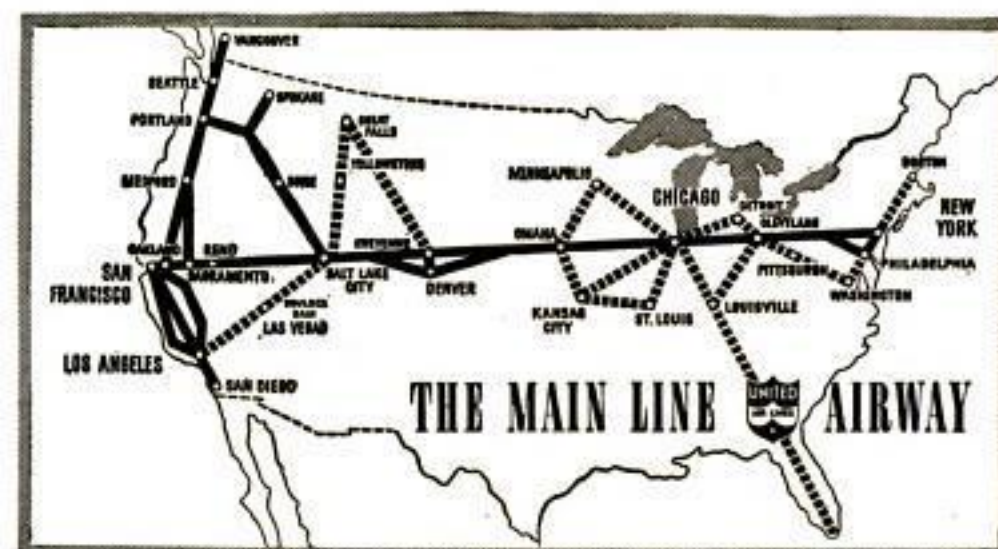 VANCOUVER
SEATTLE
SPOKANE
PORTLAND
GREAT
FALLS
YELLOWSTONE
MEDFORD
BOISE
MINNEAPOLIS
CHICAGO
DETROIT
CLEVELAND
BOSTON
NEW
YORK
OAKLAND
RENO
CHEYENNE
OMAHA
SAN
FRANCISCO
SACRAMENTO
SALT LAKE
CITY
DENVER
PITTSBURGH
PHILADELPHIA
WASHINGTON
BOULDER
DAM
LAS VEGAS
KANSAS
CITY
ST. LOUIS
LOUISVILLE
LOS ANGELES
SAN DIEGO
THE MAIN LINE
UNITED
AIR LINES
AIRWAY